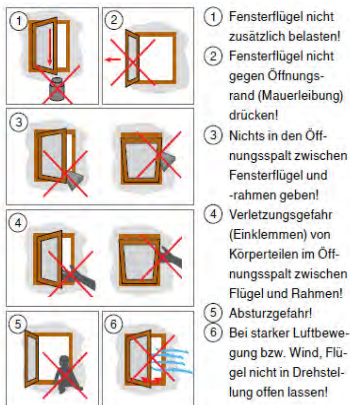 1 Fensterflügel nicht
zusätzlich belasten!
2 Fensterflügel nicht
gegen Öffnungs-
rand (Mauerleibung)
drücken!
3 Nichts in den Öff-
nungsspalt zwischen
Fensterflügel und
-rahmen geben!
4 Verletzungsgefahr
(Einklemmen) von
Körperteilen im Öff-
nungsspalt zwischen
Flügel und Rahmen!
5 Absturzgefahr!
6 Bei starker Luftbewe-
gung bzw. Wind, Flü-
gel nicht in Drehstel-
lung offen lassen!
1
2
3
4
5
6